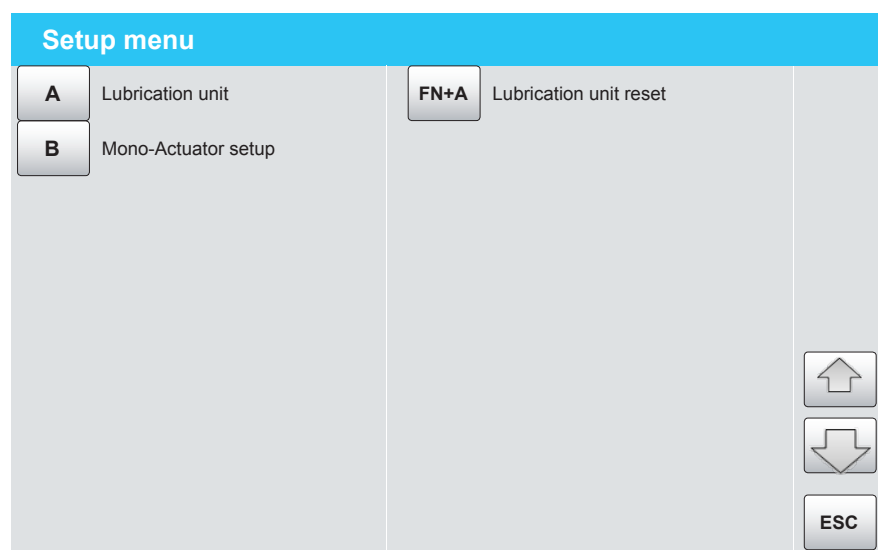 Setup menu
A Lubrication unit
FN+A Lubrication unit reset
B Mono-Actuator setup
ESC